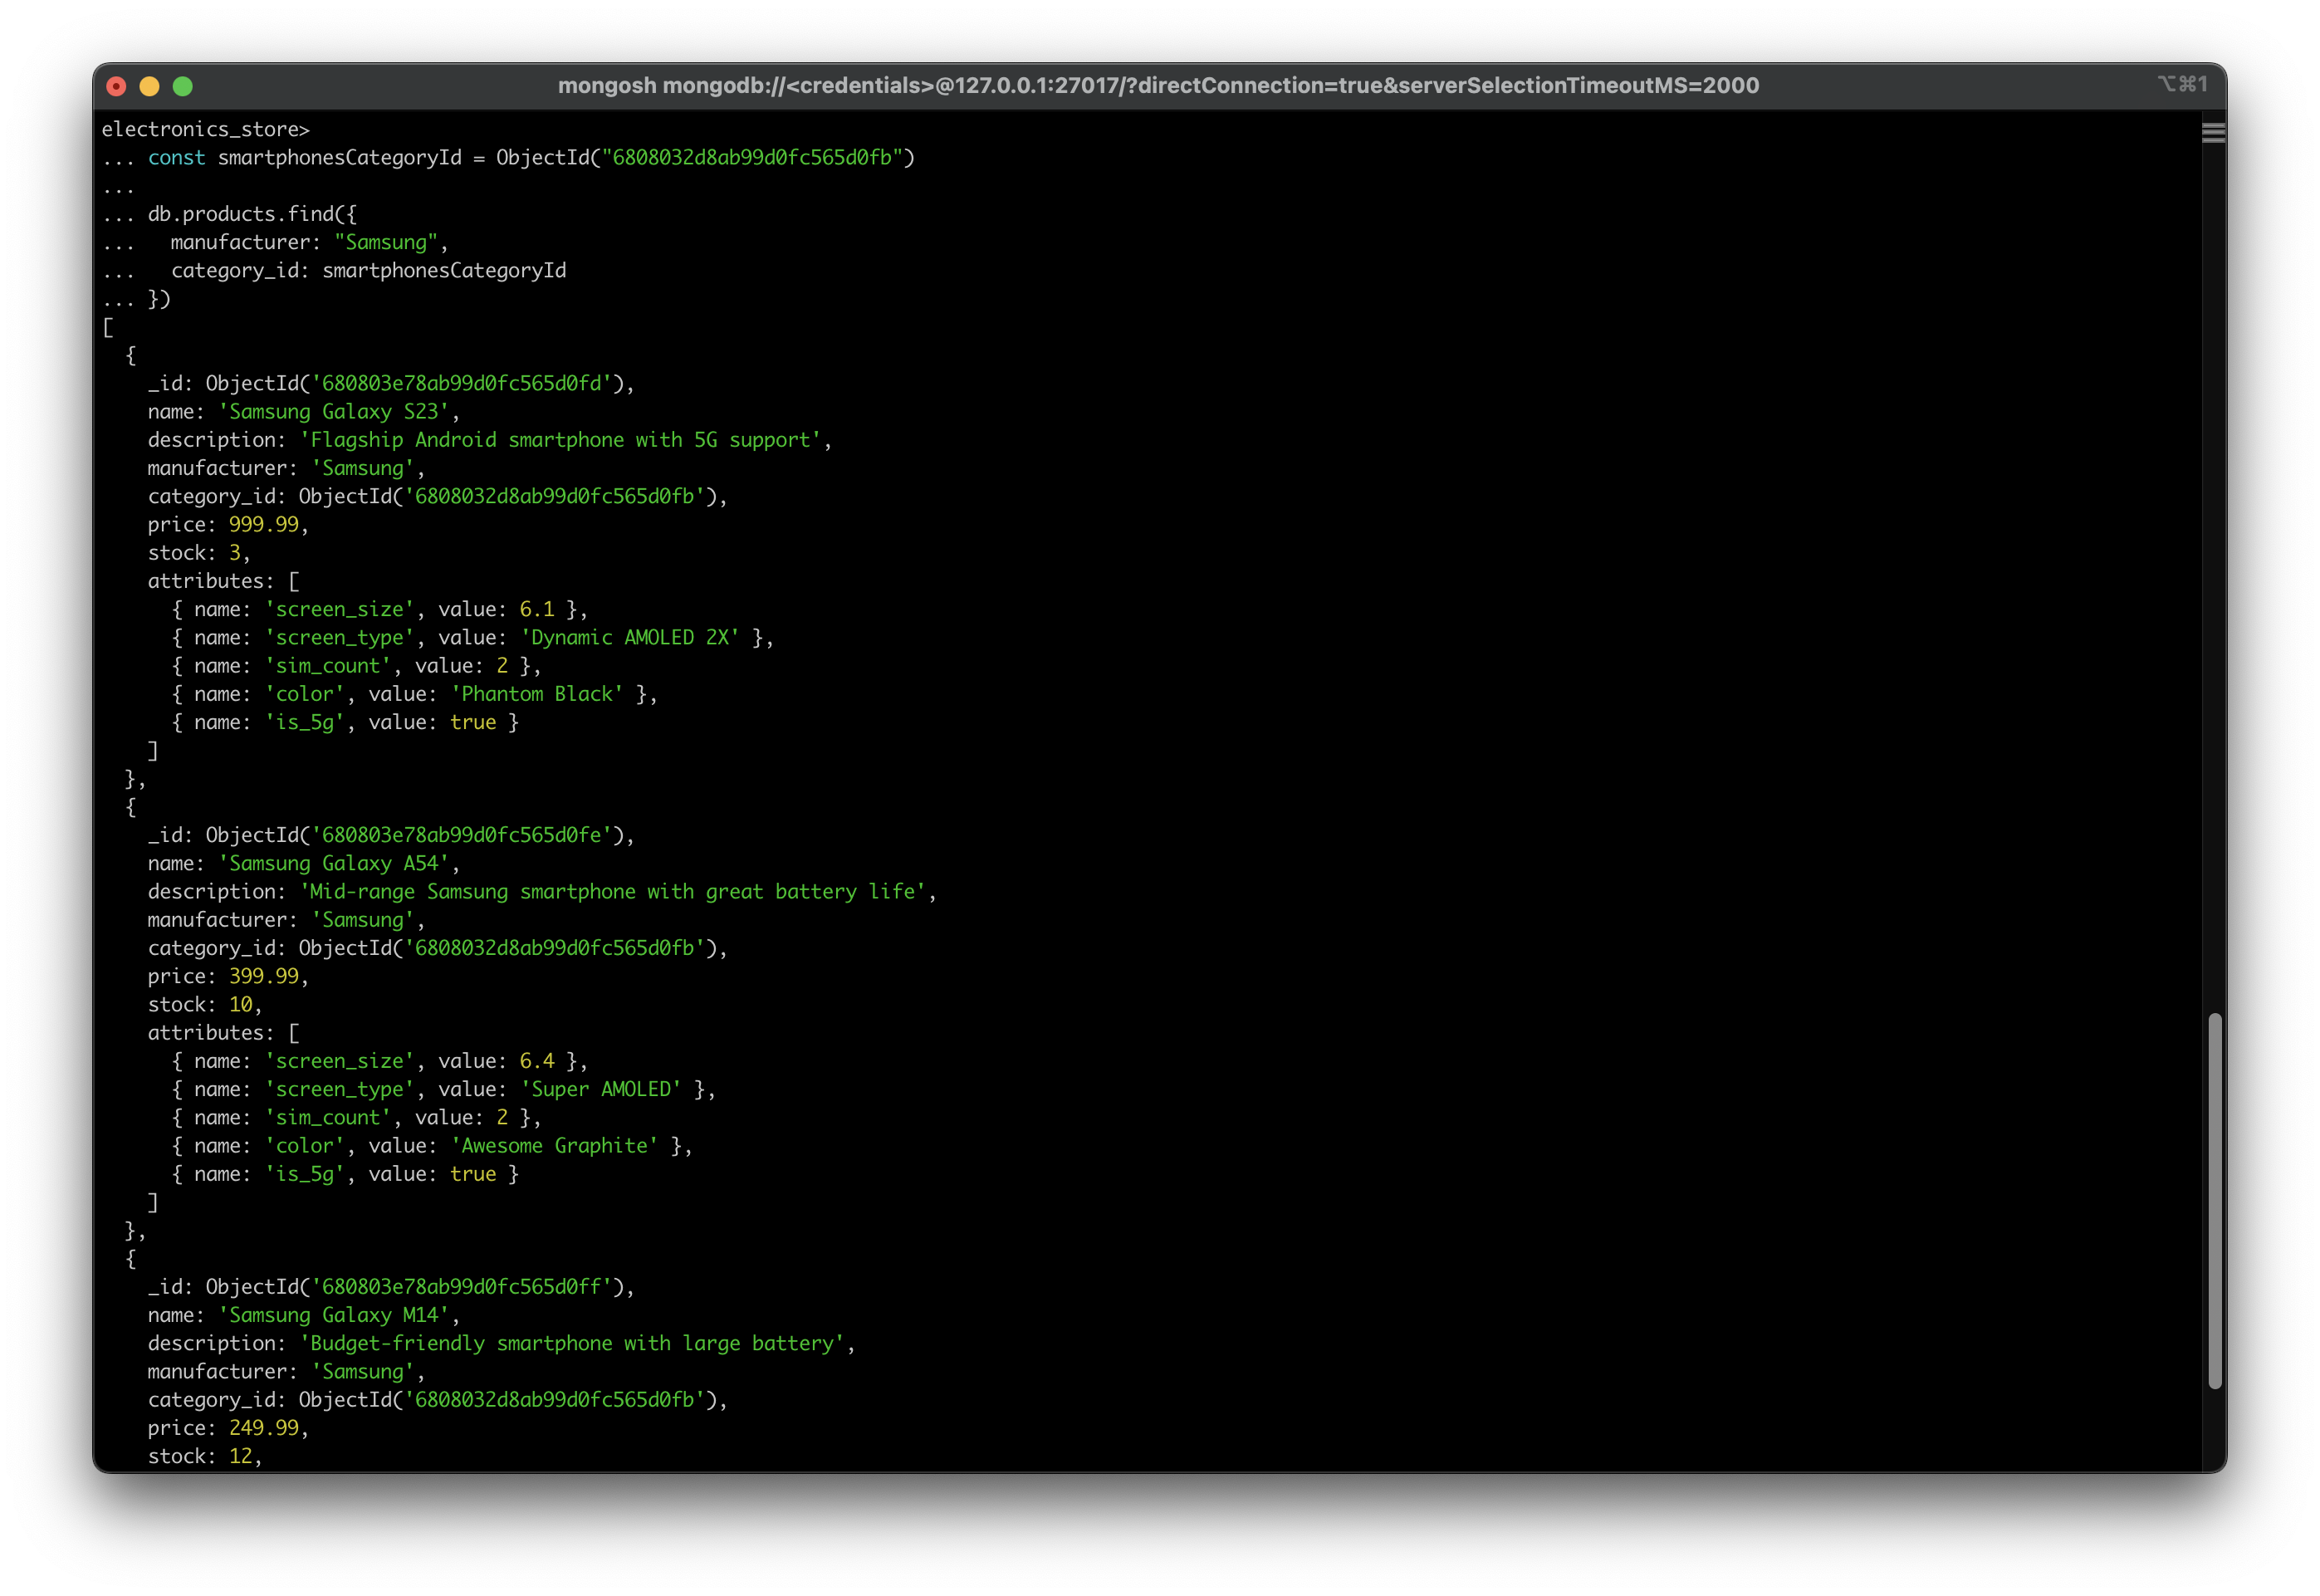 mongosh mongodb://<credentials>@127.0.0.1:27017/?directConnection=true&serverSelectionTimeoutMS=2000 ⌥⌘1
electronics_store>
... const smartphonesCategoryId = ObjectId("6808032d8ab99d0fc565d0fb")
...
... db.products.find({
...   manufacturer: "Samsung",
...   category_id: smartphonesCategoryId
... })
[
  {
    _id: ObjectId('680803e78ab99d0fc565d0fd'),
    name: 'Samsung Galaxy S23',
    description: 'Flagship Android smartphone with 5G support',
    manufacturer: 'Samsung',
    category_id: ObjectId('6808032d8ab99d0fc565d0fb'),
    price: 999.99,
    stock: 3,
    attributes: [
      { name: 'screen_size', value: 6.1 },
      { name: 'screen_type', value: 'Dynamic AMOLED 2X' },
      { name: 'sim_count', value: 2 },
      { name: 'color', value: 'Phantom Black' },
      { name: 'is_5g', value: true }
    ]
  },
  {
    _id: ObjectId('680803e78ab99d0fc565d0fe'),
    name: 'Samsung Galaxy A54',
    description: 'Mid-range Samsung smartphone with great battery life',
    manufacturer: 'Samsung',
    category_id: ObjectId('6808032d8ab99d0fc565d0fb'),
    price: 399.99,
    stock: 10,
    attributes: [
      { name: 'screen_size', value: 6.4 },
      { name: 'screen_type', value: 'Super AMOLED' },
      { name: 'sim_count', value: 2 },
      { name: 'color', value: 'Awesome Graphite' },
      { name: 'is_5g', value: true }
    ]
  },
  {
    _id: ObjectId('680803e78ab99d0fc565d0ff'),
    name: 'Samsung Galaxy M14',
    description: 'Budget-friendly smartphone with large battery',
    manufacturer: 'Samsung',
    category_id: ObjectId('6808032d8ab99d0fc565d0fb'),
    price: 249.99,
    stock: 12,